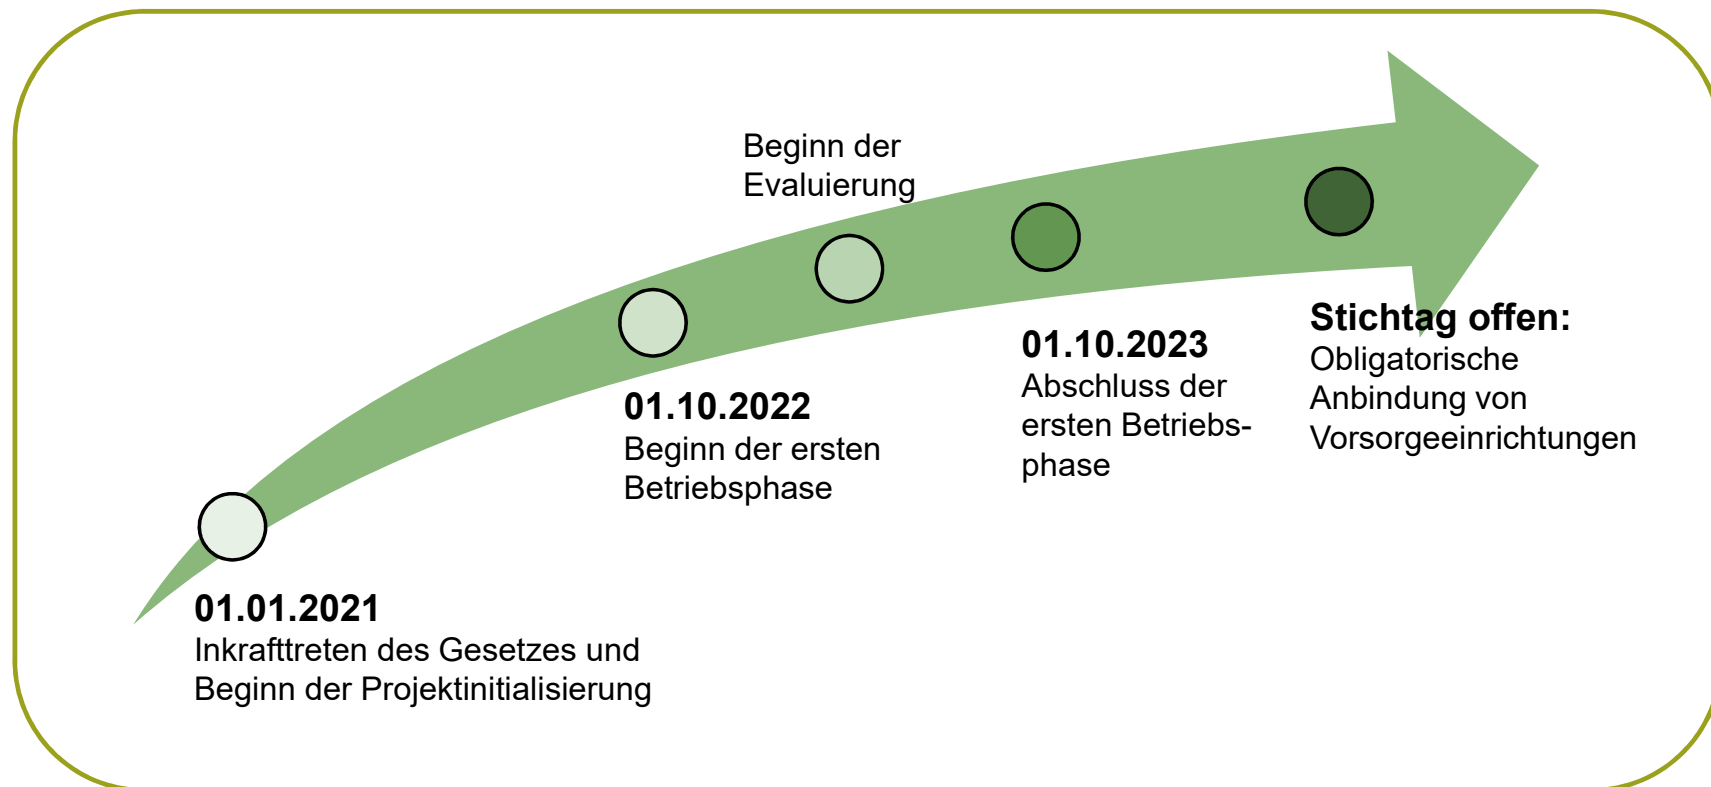 01.01.2021
Inkrafttreten des Gesetzes und
Beginn der Projektinitialisierung
01.10.2022
Beginn der ersten
Betriebsphase
Beginn der
Evaluierung
01.10.2023
Abschluss der
ersten Betriebs-
phase
Stichtag offen:
Obligatorische
Anbindung von
Vorsorgeeinrichtungen